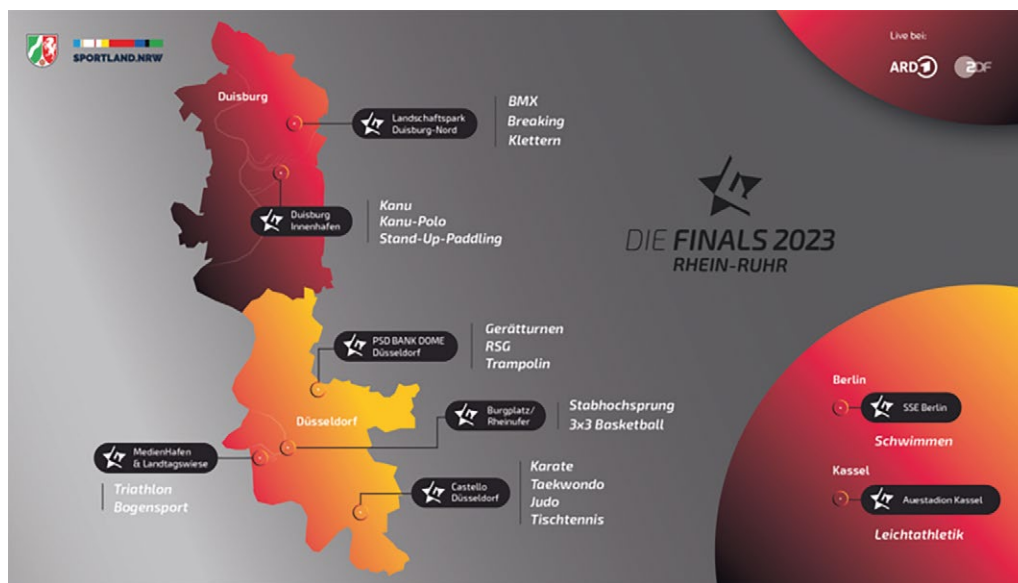 SPORTLAND.NRW
Live bei:
ARD 1
2DF
Duisburg
Landschaftspark
Duisburg-Nord
BMX
Breaking
Klettern
Duisburg
Innenhafen
Kanu
Kanu-Polo
Stand-Up-Paddling
DIE FINALS 2023
RHEIN-RUHR
PSD BANK DOME
Düsseldorf
Gerätturnen
RSG
Trampolin
Düsseldorf
Burgplatz/
Rheinufer
Stabhochsprung
3x3 Basketball
MedienHafen
& Landtagswiese
Triathlon
Bogensport
Castello
Düsseldorf
Karate
Taekwondo
Judo
Tischtennis
Berlin
SSE Berlin
Schwimmen
Kassel
Auestadion Kassel
Leichtathletik